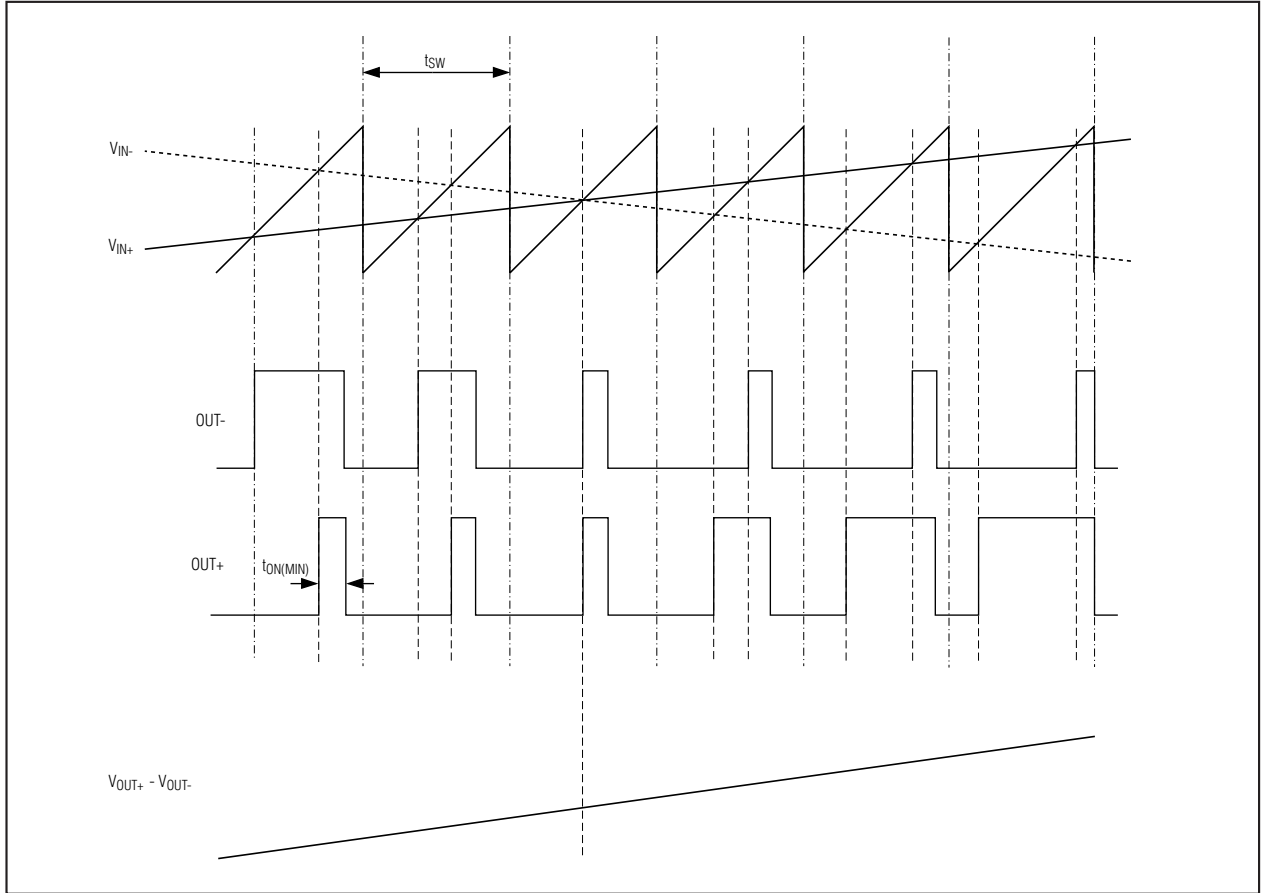 tSW
VIN-
VIN+
OUT-
OUT+
tON(MIN)
VOUT+ - VOUT-